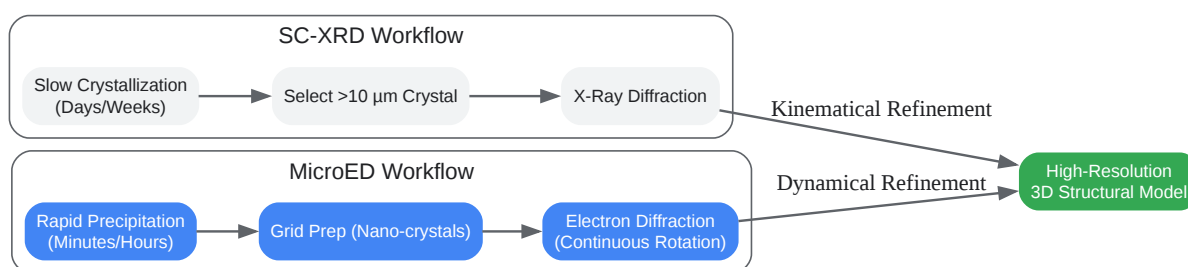 SC-XRD Workflow
Slow Crystallization
(Days/Weeks)
Select >10 µm Crystal
X-Ray Diffraction
Kinematical Refinement
MicroED Workflow
Rapid Precipitation
(Minutes/Hours)
Grid Prep (Nano-crystals)
Electron Diffraction
(Continuous Rotation)
Dynamical Refinement
High-Resolution
3D Structural Model